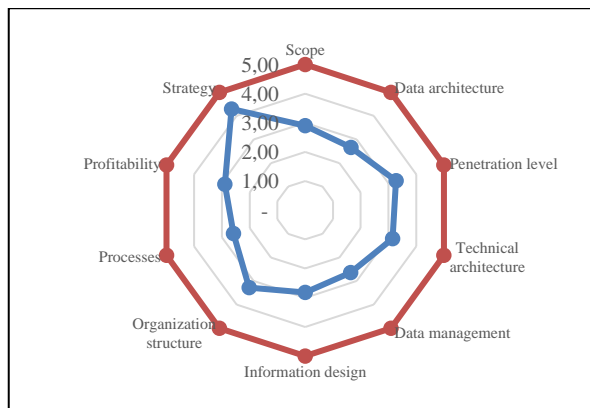 5,00
Scope
4,00
Strategy
Data architecture
3,00
2,00
Profitability
Penetration level
1,00
-
Processes
Technical
architecture
Organization
structure
Data management
Information design